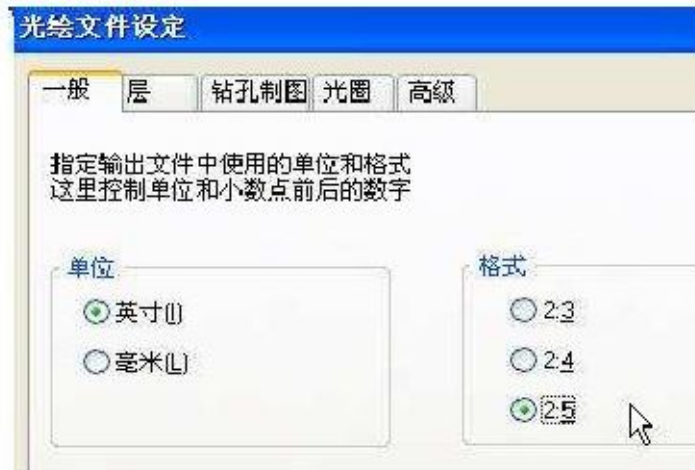 光绘文件设定
一般 层 钻孔制图 光圈 高级
指定输出文件中使用的单位和格式
这里控制单位和小数点前后的数字
单位
英寸(I)
毫米(L)
格式
2:3
2:4
2:5